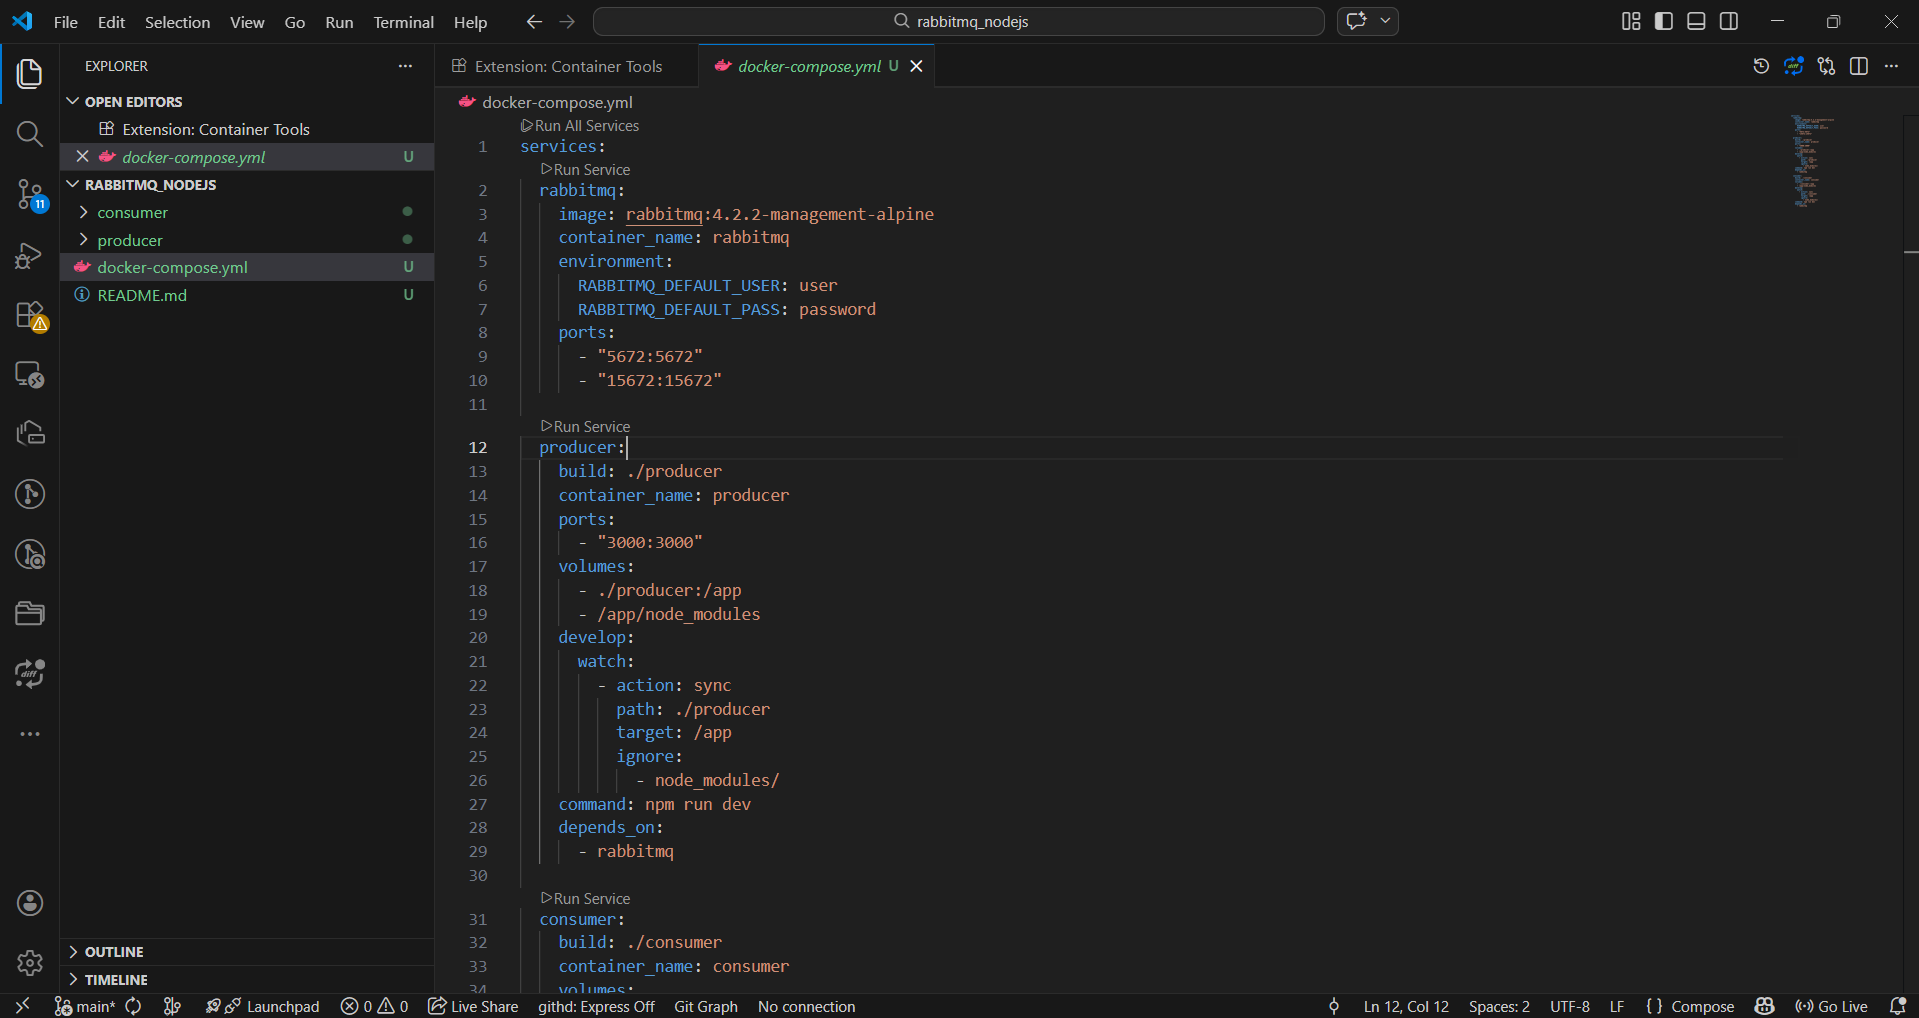 File Edit Selection View Go Run Terminal Help
rabbitmq_nodejs
EXPLORER
OPEN EDITORS
Extension: Container Tools
docker-compose.yml U
RABBITMQ_NODEJS
consumer
producer
docker-compose.yml U
README.md U
OUTLINE
TIMELINE
11
diff
Extension: Container Tools
docker-compose.yml U
diff
docker-compose.yml
Run All Services
1 services:
Run Service
2 rabbitmq:
3 image: rabbitmq:4.2.2-management-alpine
4 container_name: rabbitmq
5 environment:
6 RABBITMQ_DEFAULT_USER: user
7 RABBITMQ_DEFAULT_PASS: password
8 ports:
9 - "5672:5672"
10 - "15672:15672"
11
Run Service
12 producer:
13 build: ./producer
14 container_name: producer
15 ports:
16 - "3000:3000"
17 volumes:
18 - ./producer:/app
19 - /app/node_modules
20 develop:
21 watch:
22 - action: sync
23 path: ./producer
24 target: /app
25 ignore:
26 - node_modules/
27 command: npm run dev
28 depends_on:
29 - rabbitmq
30
Run Service
31 consumer:
32 build: ./consumer
33 container_name: consumer
34 volumes:
main* Launchpad 0 0 Live Share githd: Express Off Git Graph No connection Ln 12, Col 12 Spaces: 2 UTF-8 LF { } Compose Go Live